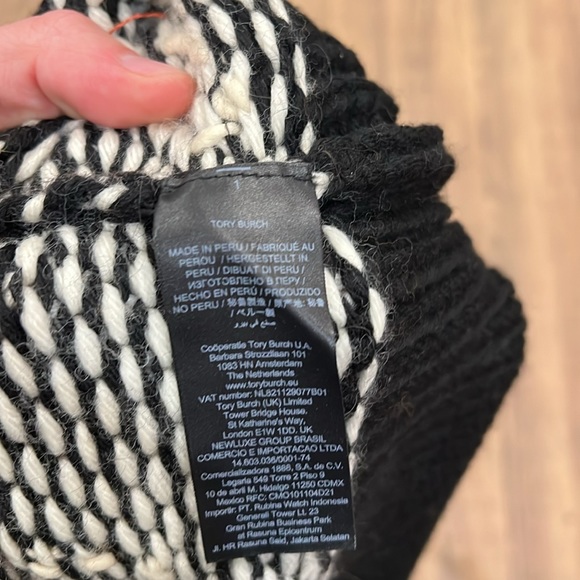 1
TORY BURCH
MADE IN PERU / FABRIQUÉ AU
PEROU / HERGESTELLT IN
PERU / DIBUAT DI PERU /
ИЗГОТОВЛЕНО В ПЕРУ /
HECHO EN PERÚ / PRODUZIDO
NO PERU / 秘鲁製造 / 原产地: 秘鲁
/ ペルー製
صنع في بيرو
Coöperatie Tory Burch U.A.
Barbara Strozzilaan 101
1083 HN Amsterdam
The Netherlands
www.toryburch.eu
VAT number: NL821129077B01
Tory Burch (UK) Limited
Tower Bridge House.
St Katharine's Way,
London E1W 1DD. UK
NEWLUXE GROUP BRASIL
COMERCIO E IMPORTACAO LTDA
14.603.036/0001-74
Comercializadora 1888, S.A. de C.V.
Legaria 549 Torre 2 Piso 9
10 de abril M. Hidalgo 11250 CDMX
Mexico RFC: CMO101104D21
Importir: PT. Rubina Watch Indonesia
Generali Tower Lt. 23
Gran Rubina Business Park
at Rasuna Epicentrum
Jl. HR Rasuna Said, Jakarta Selatan